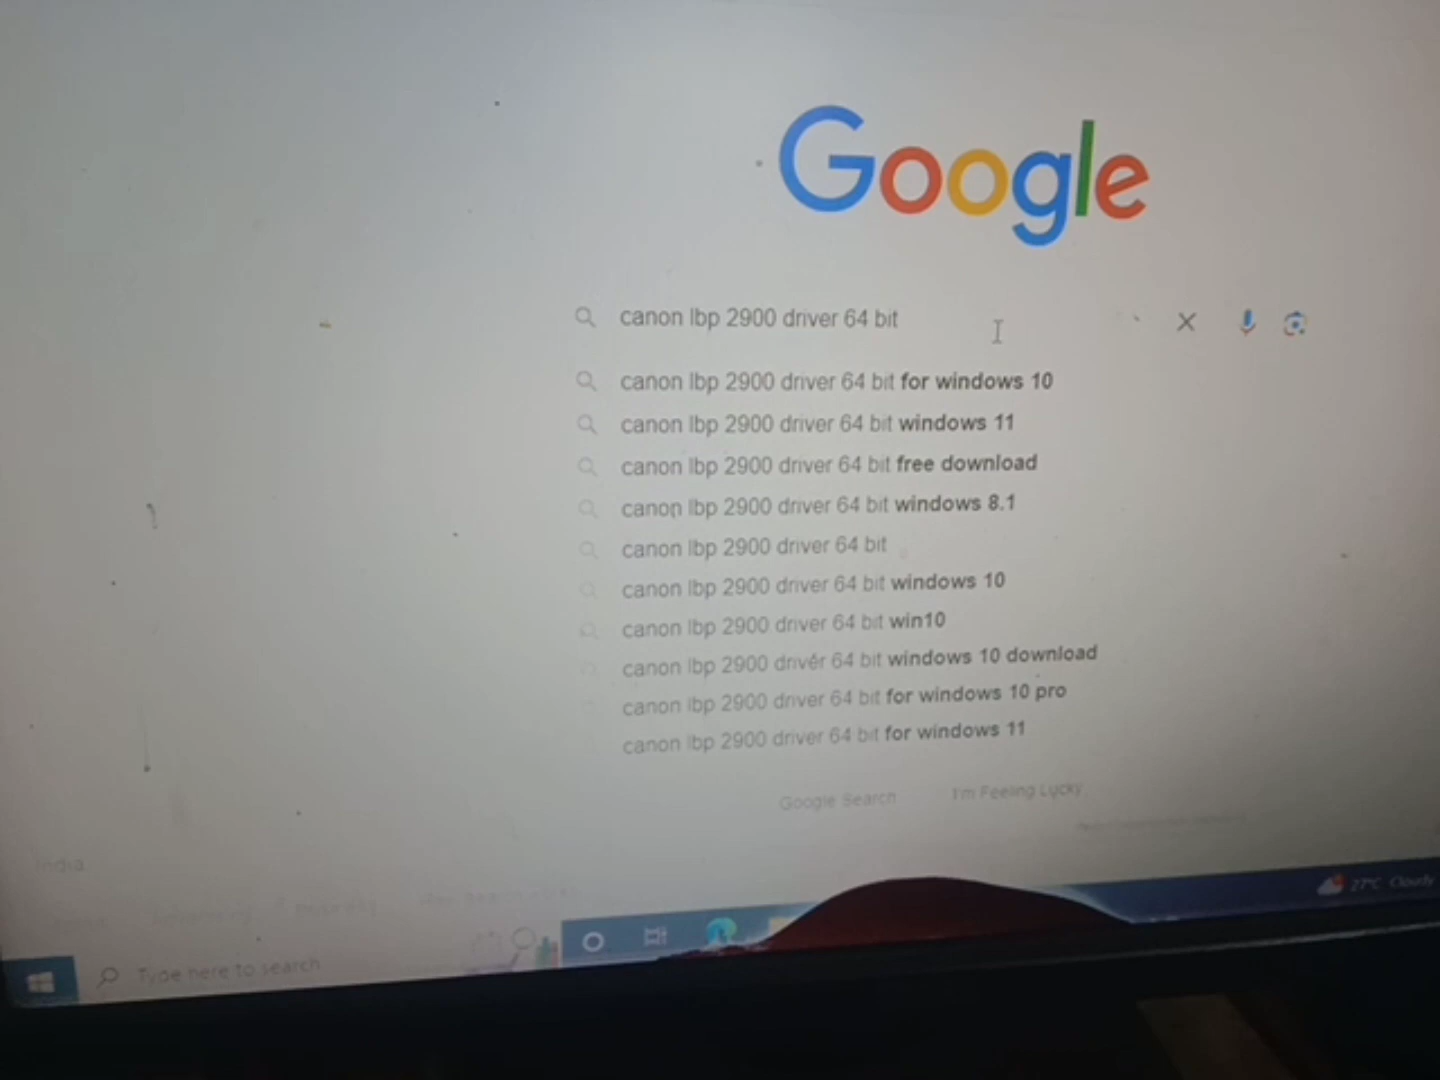 Google
canon lbp 2900 driver 64 bit
canon lbp 2900 driver 64 bit for windows 10
canon lbp 2900 driver 64 bit windows 11
canon lbp 2900 driver 64 bit free download
canon lbp 2900 driver 64 bit windows 8.1
canon lbp 2900 driver 64 bit
canon lbp 2900 driver 64 bit windows 10
canon lbp 2900 driver 64 bit win10
canon lbp 2900 driver 64 bit windows 10 download
canon lbp 2900 driver 64 bit for windows 10 pro
canon lbp 2900 driver 64 bit for windows 11
Google Search I'm Feeling Lucky
India
27°C Cloudy
Type here to search